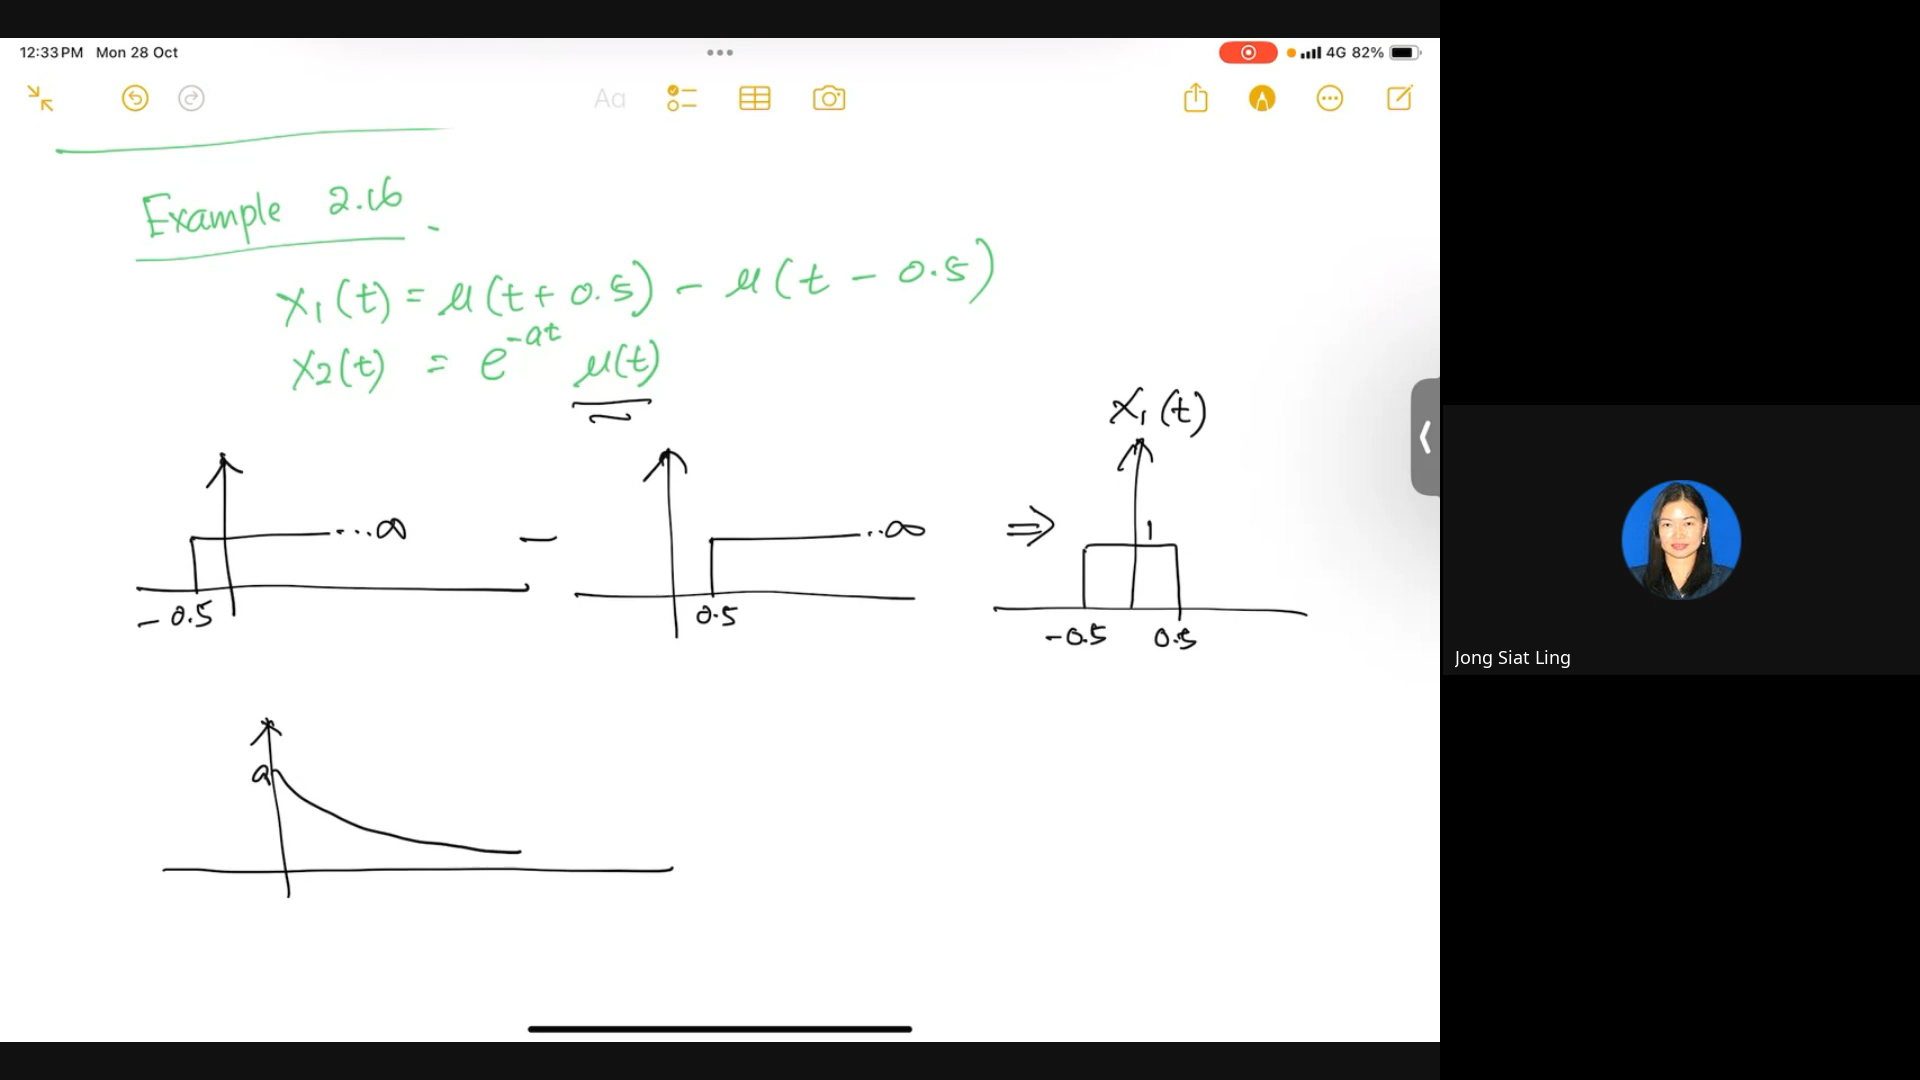 12:33 PM Mon 28 Oct
4G 82%
Aa
Example 2.16
x₁(t) = u(t+0.5) - u(t - 0.5)
x₂(t) = e^-at u(t)
x₁(t)
...∞ - ..∞ ⇒ 1
-0.5 0.5 -0.5 0.5
a
Jong Siat Ling